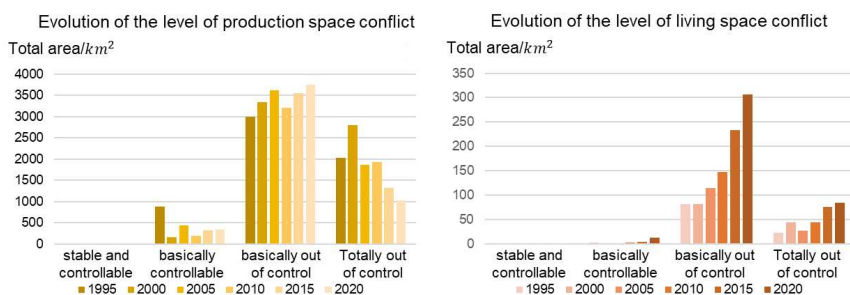 Evolution of the level of production space conflict
Total area/km²
4000
3500
3000
2500
2000
1500
1000
500
0
stable and controllable
basically controllable
basically out of control
Totally out of control
1995 2000 2005 2010 2015 2020
Evolution of the level of living space conflict
Total area/km²
350
300
250
200
150
100
50
0
stable and controllable
basically controllable
basically out of control
Totally out of control
1995 2000 2005 2010 2015 2020